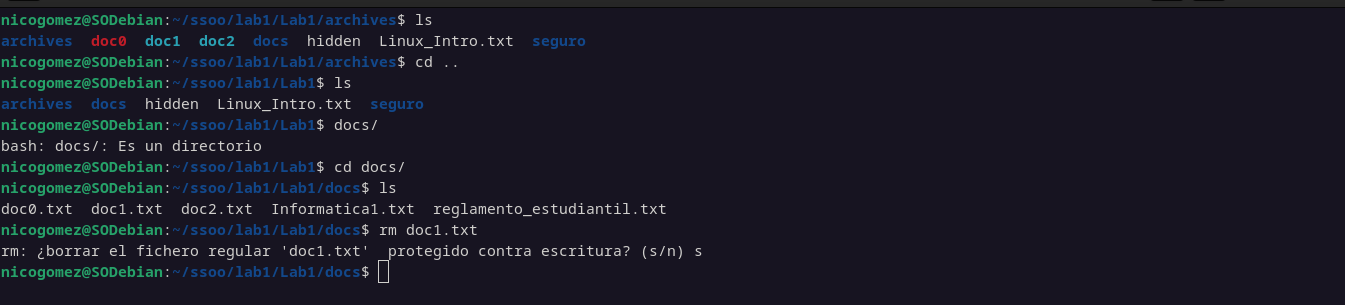 nicogomez@SODebian:~/ssoo/lab1/Lab1/archives$ ls
archives  doc0  doc1  doc2  docs  hidden  Linux_Intro.txt  seguro
nicogomez@SODebian:~/ssoo/lab1/Lab1/archives$ cd ..
nicogomez@SODebian:~/ssoo/lab1/Lab1$ ls
archives  docs  hidden  Linux_Intro.txt  seguro
nicogomez@SODebian:~/ssoo/lab1/Lab1$ docs/
bash: docs/: Es un directorio
nicogomez@SODebian:~/ssoo/lab1/Lab1$ cd docs/
nicogomez@SODebian:~/ssoo/lab1/Lab1/docs$ ls
doc0.txt  doc1.txt  doc2.txt  Informatica1.txt  reglamento_estudiantil.txt
nicogomez@SODebian:~/ssoo/lab1/Lab1/docs$ rm doc1.txt
rm: ¿borrar el fichero regular 'doc1.txt'  protegido contra escritura? (s/n) s
nicogomez@SODebian:~/ssoo/lab1/Lab1/docs$